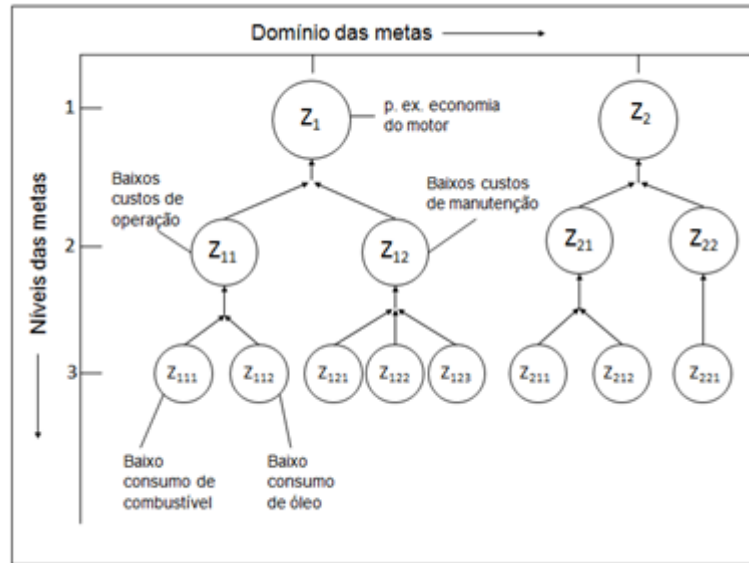 Domínio das metas
Níveis das metas
1
Z1
p. ex. economia
do motor
Z2
Baixos
custos de
operação
Baixos custos
de manutenção
2
Z11
Z12
Z21
Z22
3
Z111
Z112
Z121
Z122
Z123
Z211
Z212
Z221
Baixo
consumo de
combustível
Baixo
consumo
de óleo